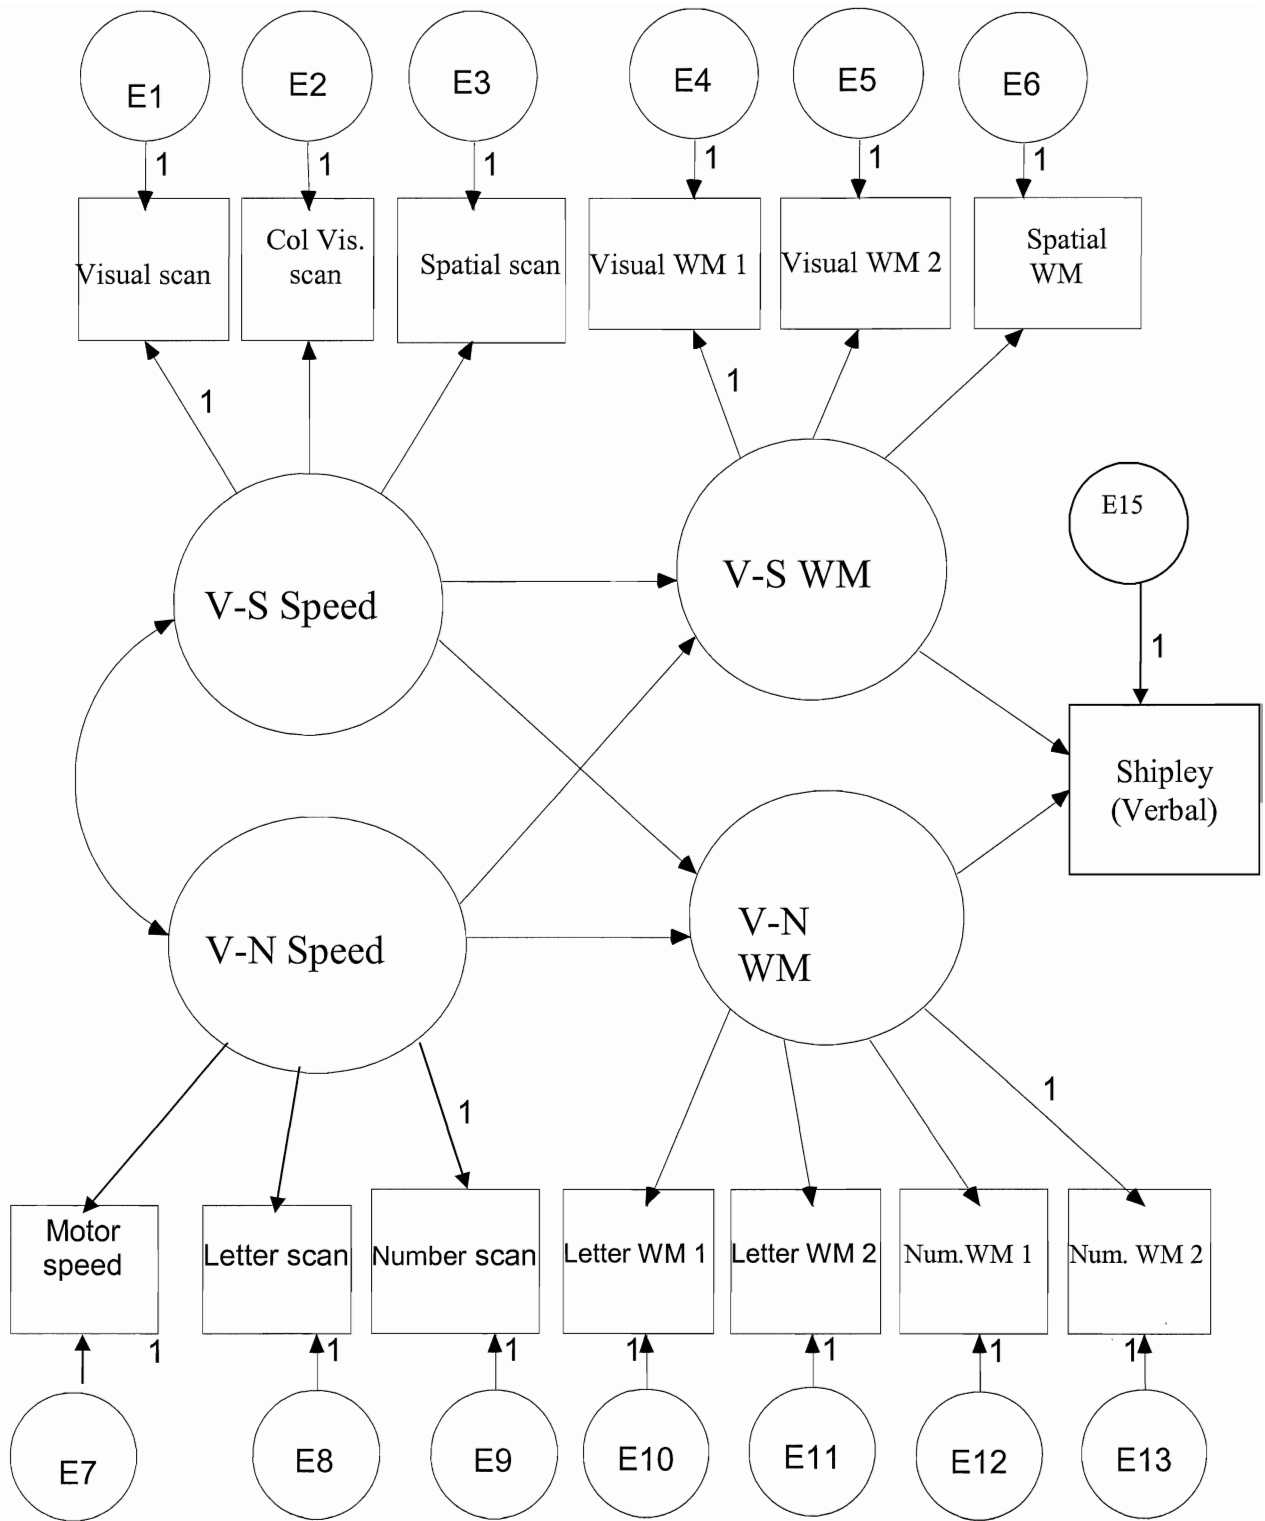 E1
E2
E3
E4
E5
E6
1
1
1
1
1
1
Visual scan
Col Vis.
scan
Spatial scan
Visual WM 1
Visual WM 2
Spatial
WM
1
1
E15
V-S Speed
V-S WM
1
Shipley
(Verbal)
V-N Speed
V-N
WM
1
1
Motor
speed
Letter scan
Number scan
Letter WM 1
Letter WM 2
Num.WM 1
Num. WM 2
1
1
1
1
1
1
1
E7
E8
E9
E10
E11
E12
E13